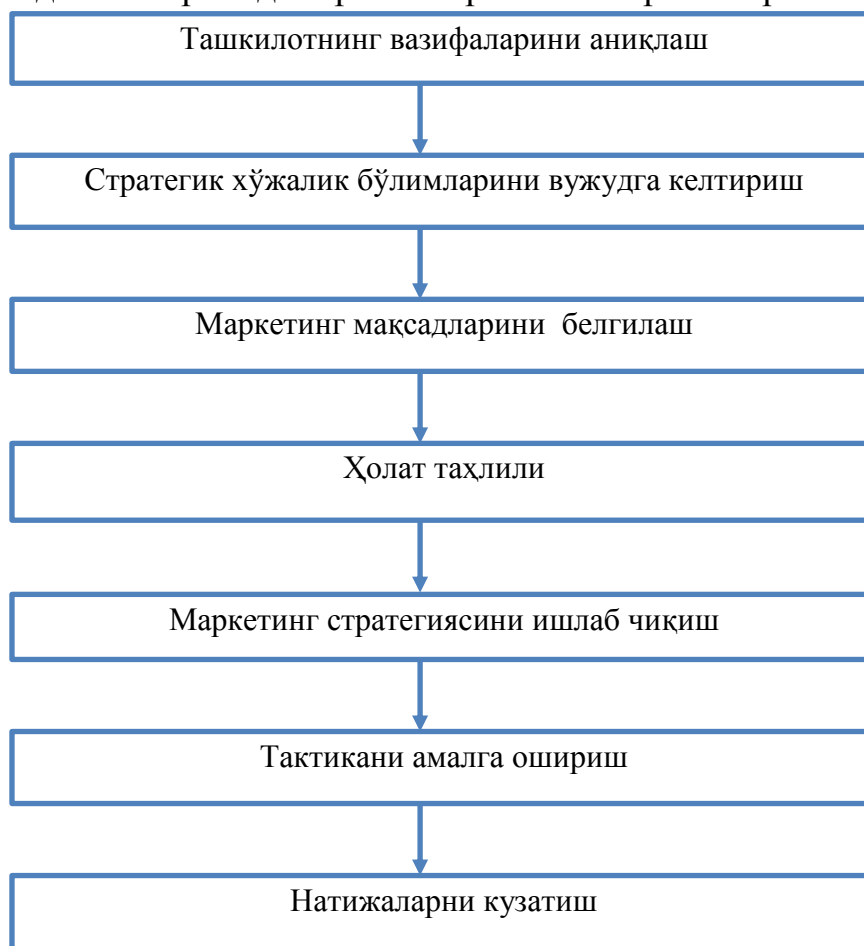 Ташкилотнинг вазифаларини аниқлаш
Стратегик хўжалик бўлимларини вужудга келтириш
Маркетинг мақсадларини белгилаш
Ҳолат таҳлили
Маркетинг стратегиясини ишлаб чиқиш
Тактикани амалга ошириш
Натижаларни кузатиш